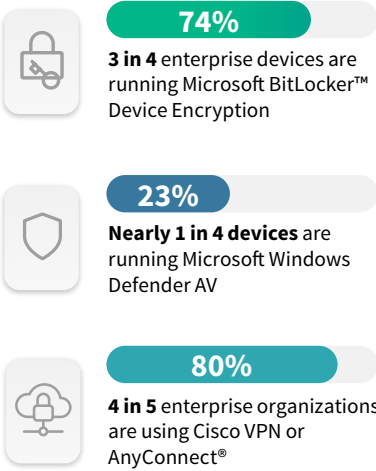 74%
3 in 4 enterprise devices are
running Microsoft BitLocker™
Device Encryption
23%
Nearly 1 in 4 devices are
running Microsoft Windows
Defender AV
80%
4 in 5 enterprise organizations
are using Cisco VPN or
AnyConnect®